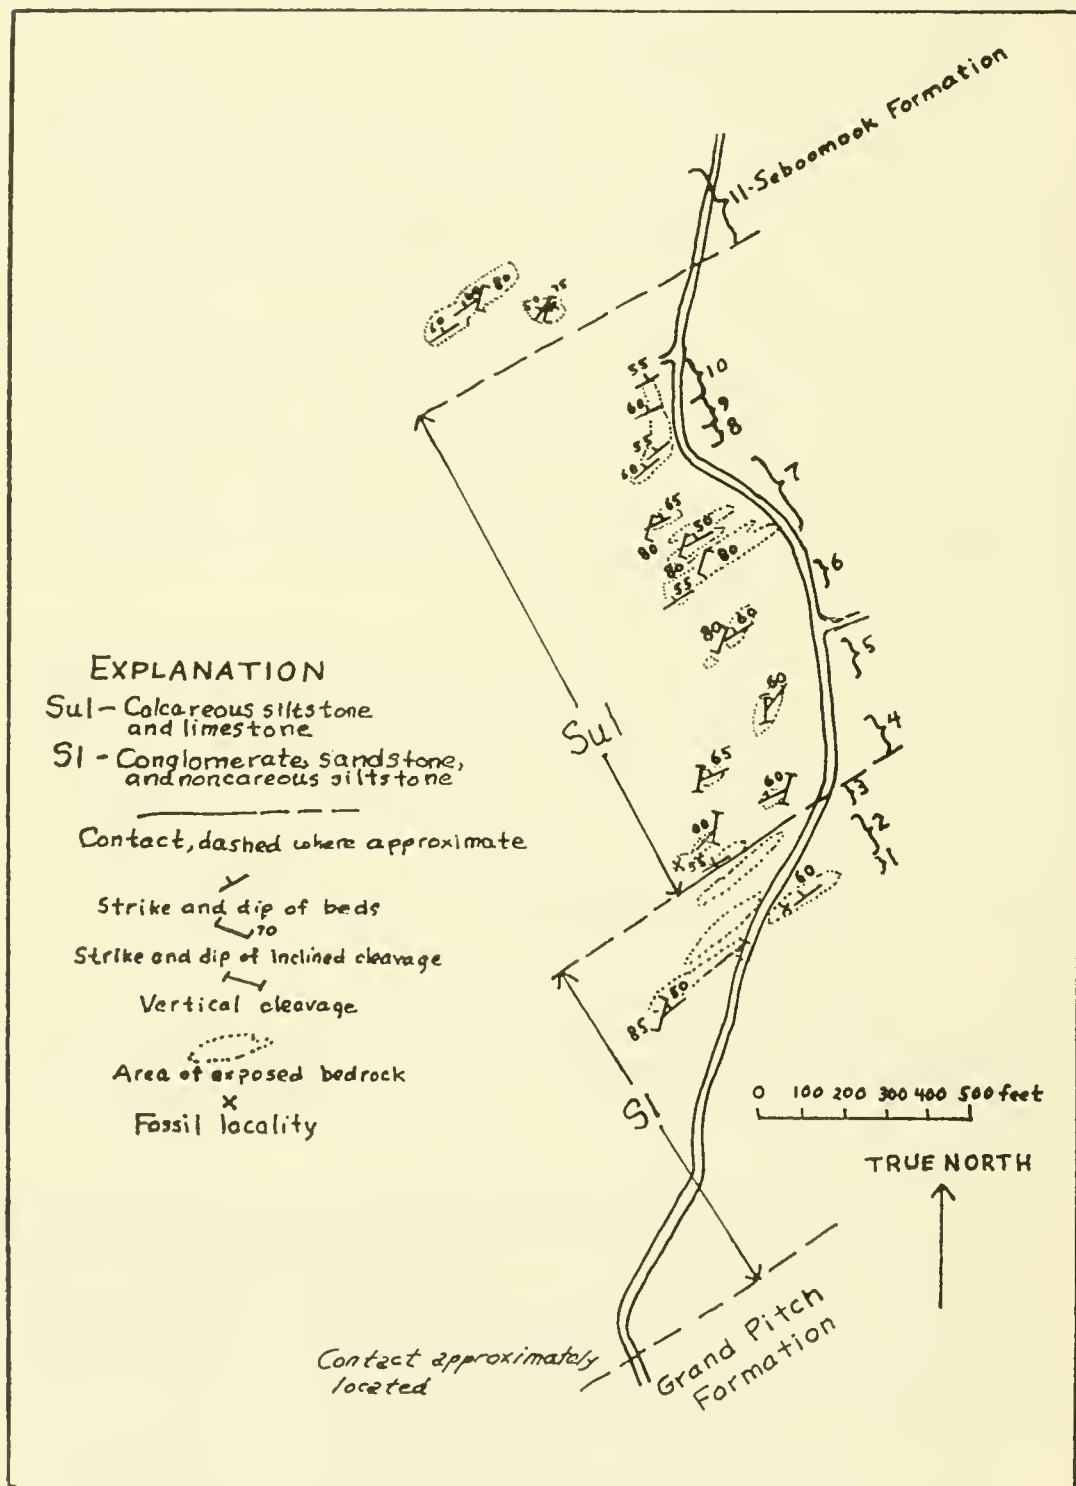 11-Seboomook Formation
80
60
60
75
50
55
60
55
60
10
9
8
7
65
80
50
80
80
55
6
80
60
5
60
65
60
4
3
2
1
55
60
50
85
Sul
Sl
EXPLANATION
Sul - Calcareous siltstone
and limestone
Sl - Conglomerate, sandstone,
and noncareous siltstone
Contact, dashed where approximate
Strike and dip of beds
70
Strike and dip of inclined cleavage
Vertical cleavage
Area of exposed bedrock
x
Fossil locality
0 100 200 300 400 500 feet
TRUE NORTH
Contact approximately
located
Grand Pitch
Formation